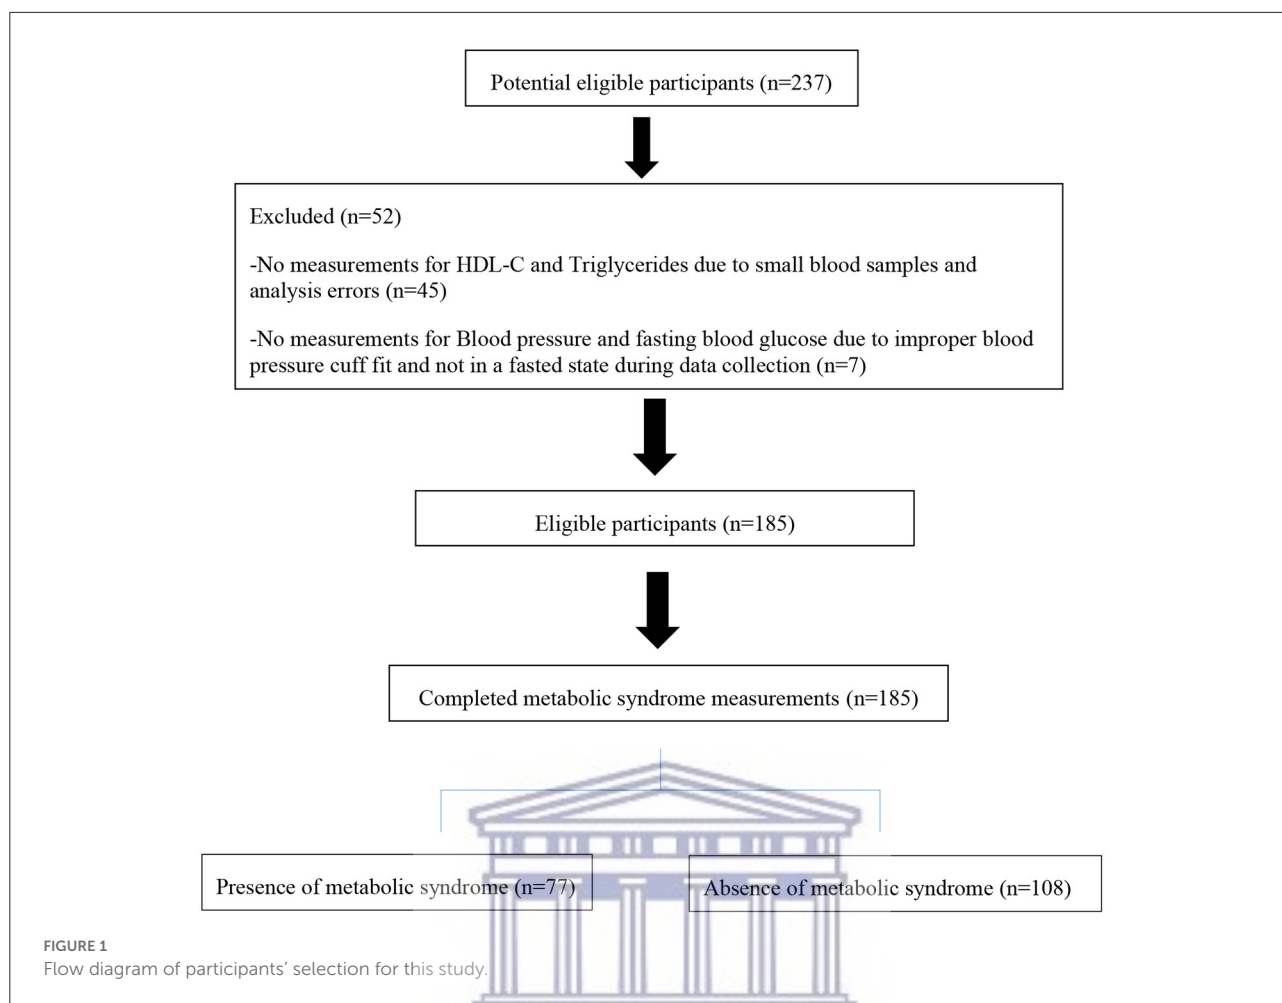 Potential eligible participants (n=237)
Excluded (n=52)
-No measurements for HDL-C and Triglycerides due to small blood samples and
analysis errors (n=45)
-No measurements for Blood pressure and fasting blood glucose due to improper blood
pressure cuff fit and not in a fasted state during data collection (n=7)
Eligible participants (n=185)
Completed metabolic syndrome measurements (n=185)
Presence of metabolic syndrome (n=77)
Absence of metabolic syndrome (n=108)
FIGURE 1
Flow diagram of participants’ selection for this study.